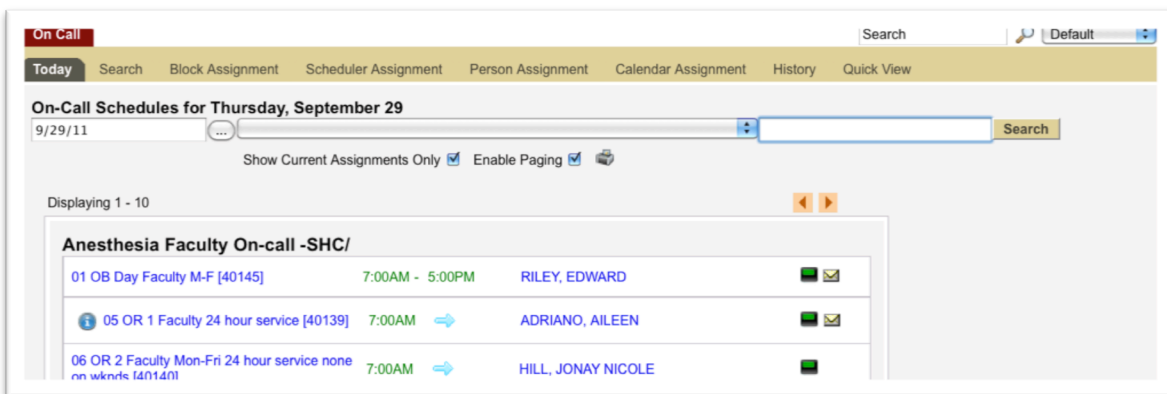 On Call Search Default
Today Search Block Assignment Scheduler Assignment Person Assignment Calendar Assignment History Quick View
On-Call Schedules for Thursday, September 29
9/29/11 ... Search
Show Current Assignments Only Enable Paging
Displaying 1 - 10
Anesthesia Faculty On-call -SHC/
01 OB Day Faculty M-F [40145] 7:00AM - 5:00PM RILEY, EDWARD
05 OR 1 Faculty 24 hour service [40139] 7:00AM ADRIANO, AILEEN
06 OR 2 Faculty Mon-Fri 24 hour service none
on wknds [40140] 7:00AM HILL, JONAY NICOLE